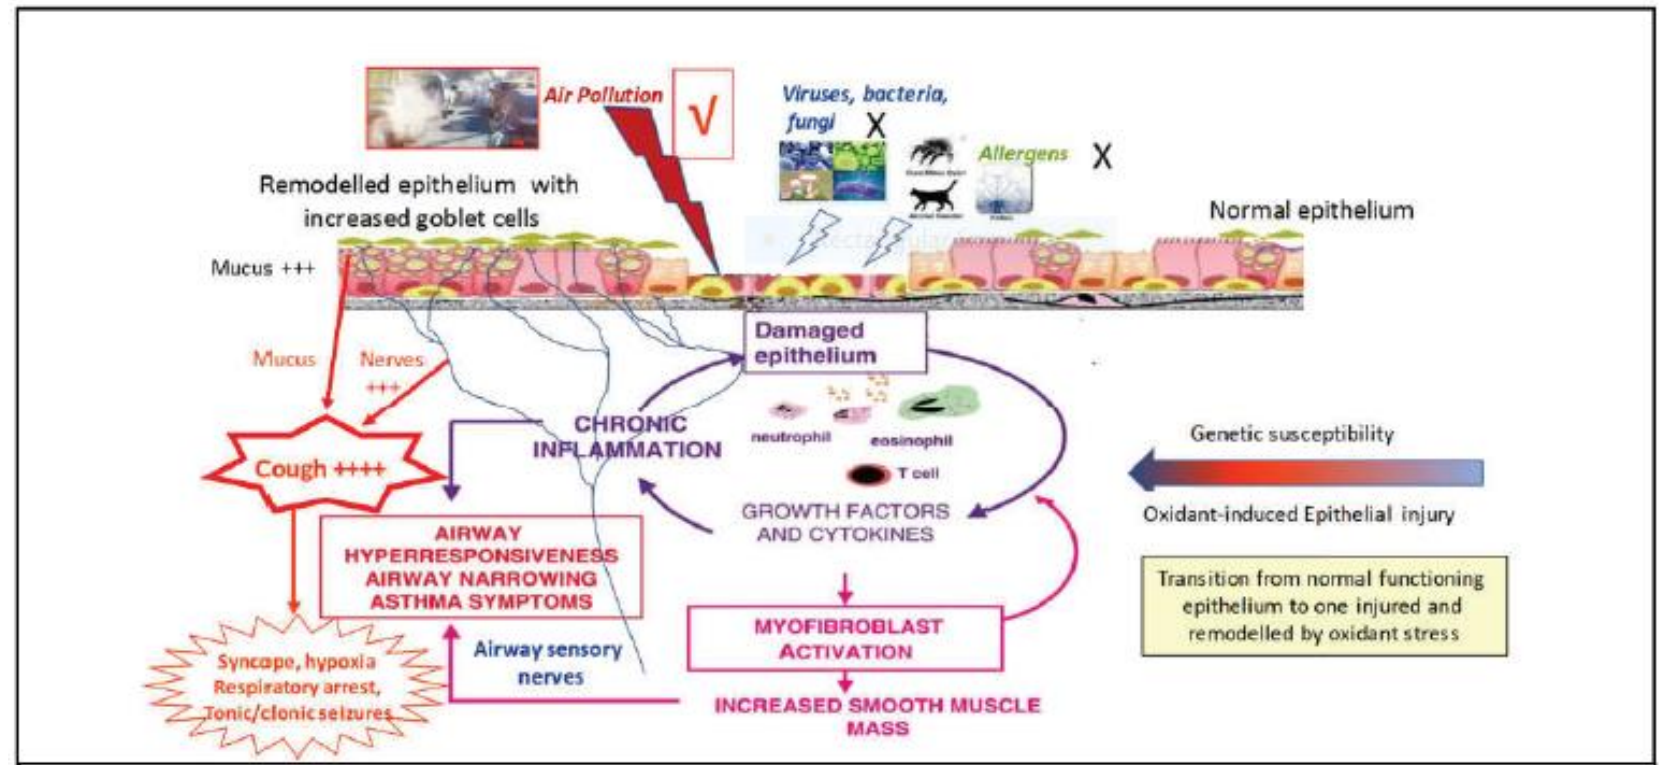 Air Pollution
√
Viruses, bacteria,
fungi X
Allergens X
Remodelled epithelium with
increased goblet cells
Normal epithelium
Mucus +++
Damaged
epithelium
Mucus
Nerves
+++
CHRONIC
INFLAMMATION
neutrophil
eosinophil
T cell
Cough ++++
GROWTH FACTORS
AND CYTOKINES
Genetic susceptibility
Oxidant-induced Epithelial injury
AIRWAY
HYPERRESPONSIVENESS
AIRWAY NARROWING
ASTHMA SYMPTOMS
Transition from normal functioning
epithelium to one injured and
remodelled by oxidant stress
MYOFIBROBLAST
ACTIVATION
Airway sensory
nerves
Syncope, hypoxia
Respiratory arrest,
Tonic/clonic seizures
INCREASED SMOOTH MUSCLE
MASS